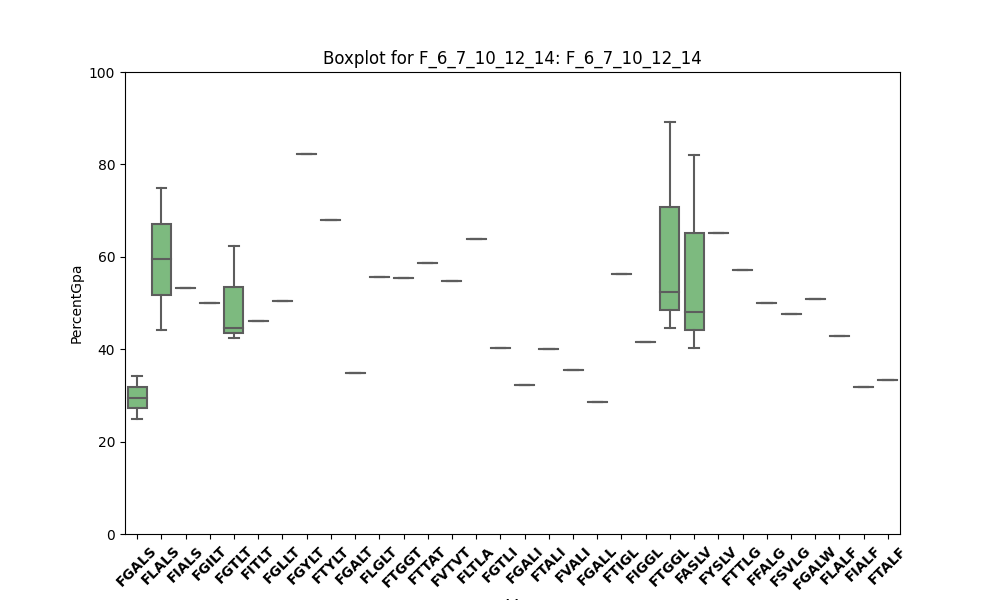 Boxplot for F_6_7_10_12_14: F_6_7_10_12_14
100
80
60
40
20
0
PercentGpa
FGALS
FLALS
FIALS
FGILT
FGTLT
FITLT
FGLLT
FGYLT
FTYLT
FGALT
FLGLT
FTGGT
FTTAT
FVTVT
FLTLA
FGTLI
FGALI
FTALI
FVALI
FGALL
FTIGL
FIGGL
FTGGL
FASLV
FYSLV
FTTLG
FFALG
FSVLG
FGALW
FLALF
FIALF
FTALF